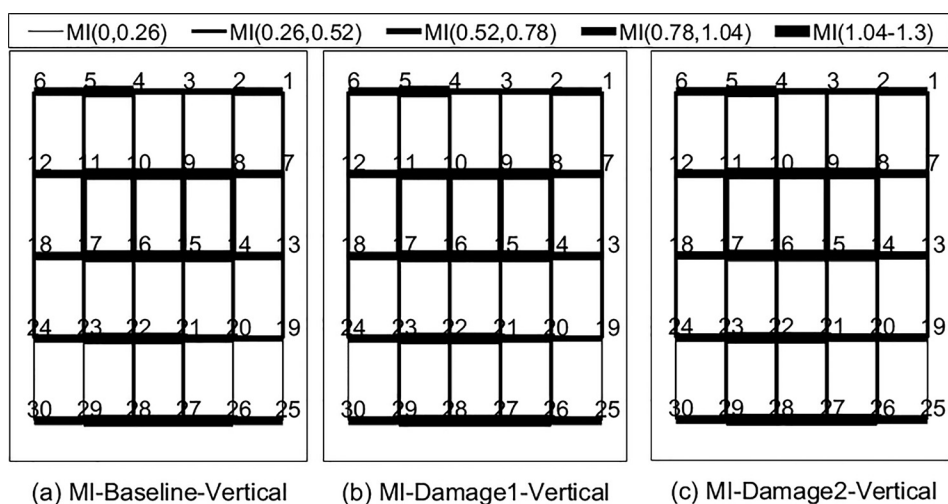 MI(0,0.26) MI(0.26,0.52) MI(0.52,0.78) MI(0.78,1.04) MI(1.04-1.3)
6 5 4 3 2 1 6 5 4 3 2 1 6 5 4 3 2 1
12 11 10 9 8 7 12 11 10 9 8 7 12 11 10 9 8 7
18 17 16 15 14 13 18 17 16 15 14 13 18 17 16 15 14 13
24 23 22 21 20 19 24 23 22 21 20 19 24 23 22 21 20 19
30 29 28 27 26 25 30 29 28 27 26 25 30 29 28 27 26 25
(a) MI-Baseline-Vertical (b) MI-Damage1-Vertical (c) MI-Damage2-Vertical